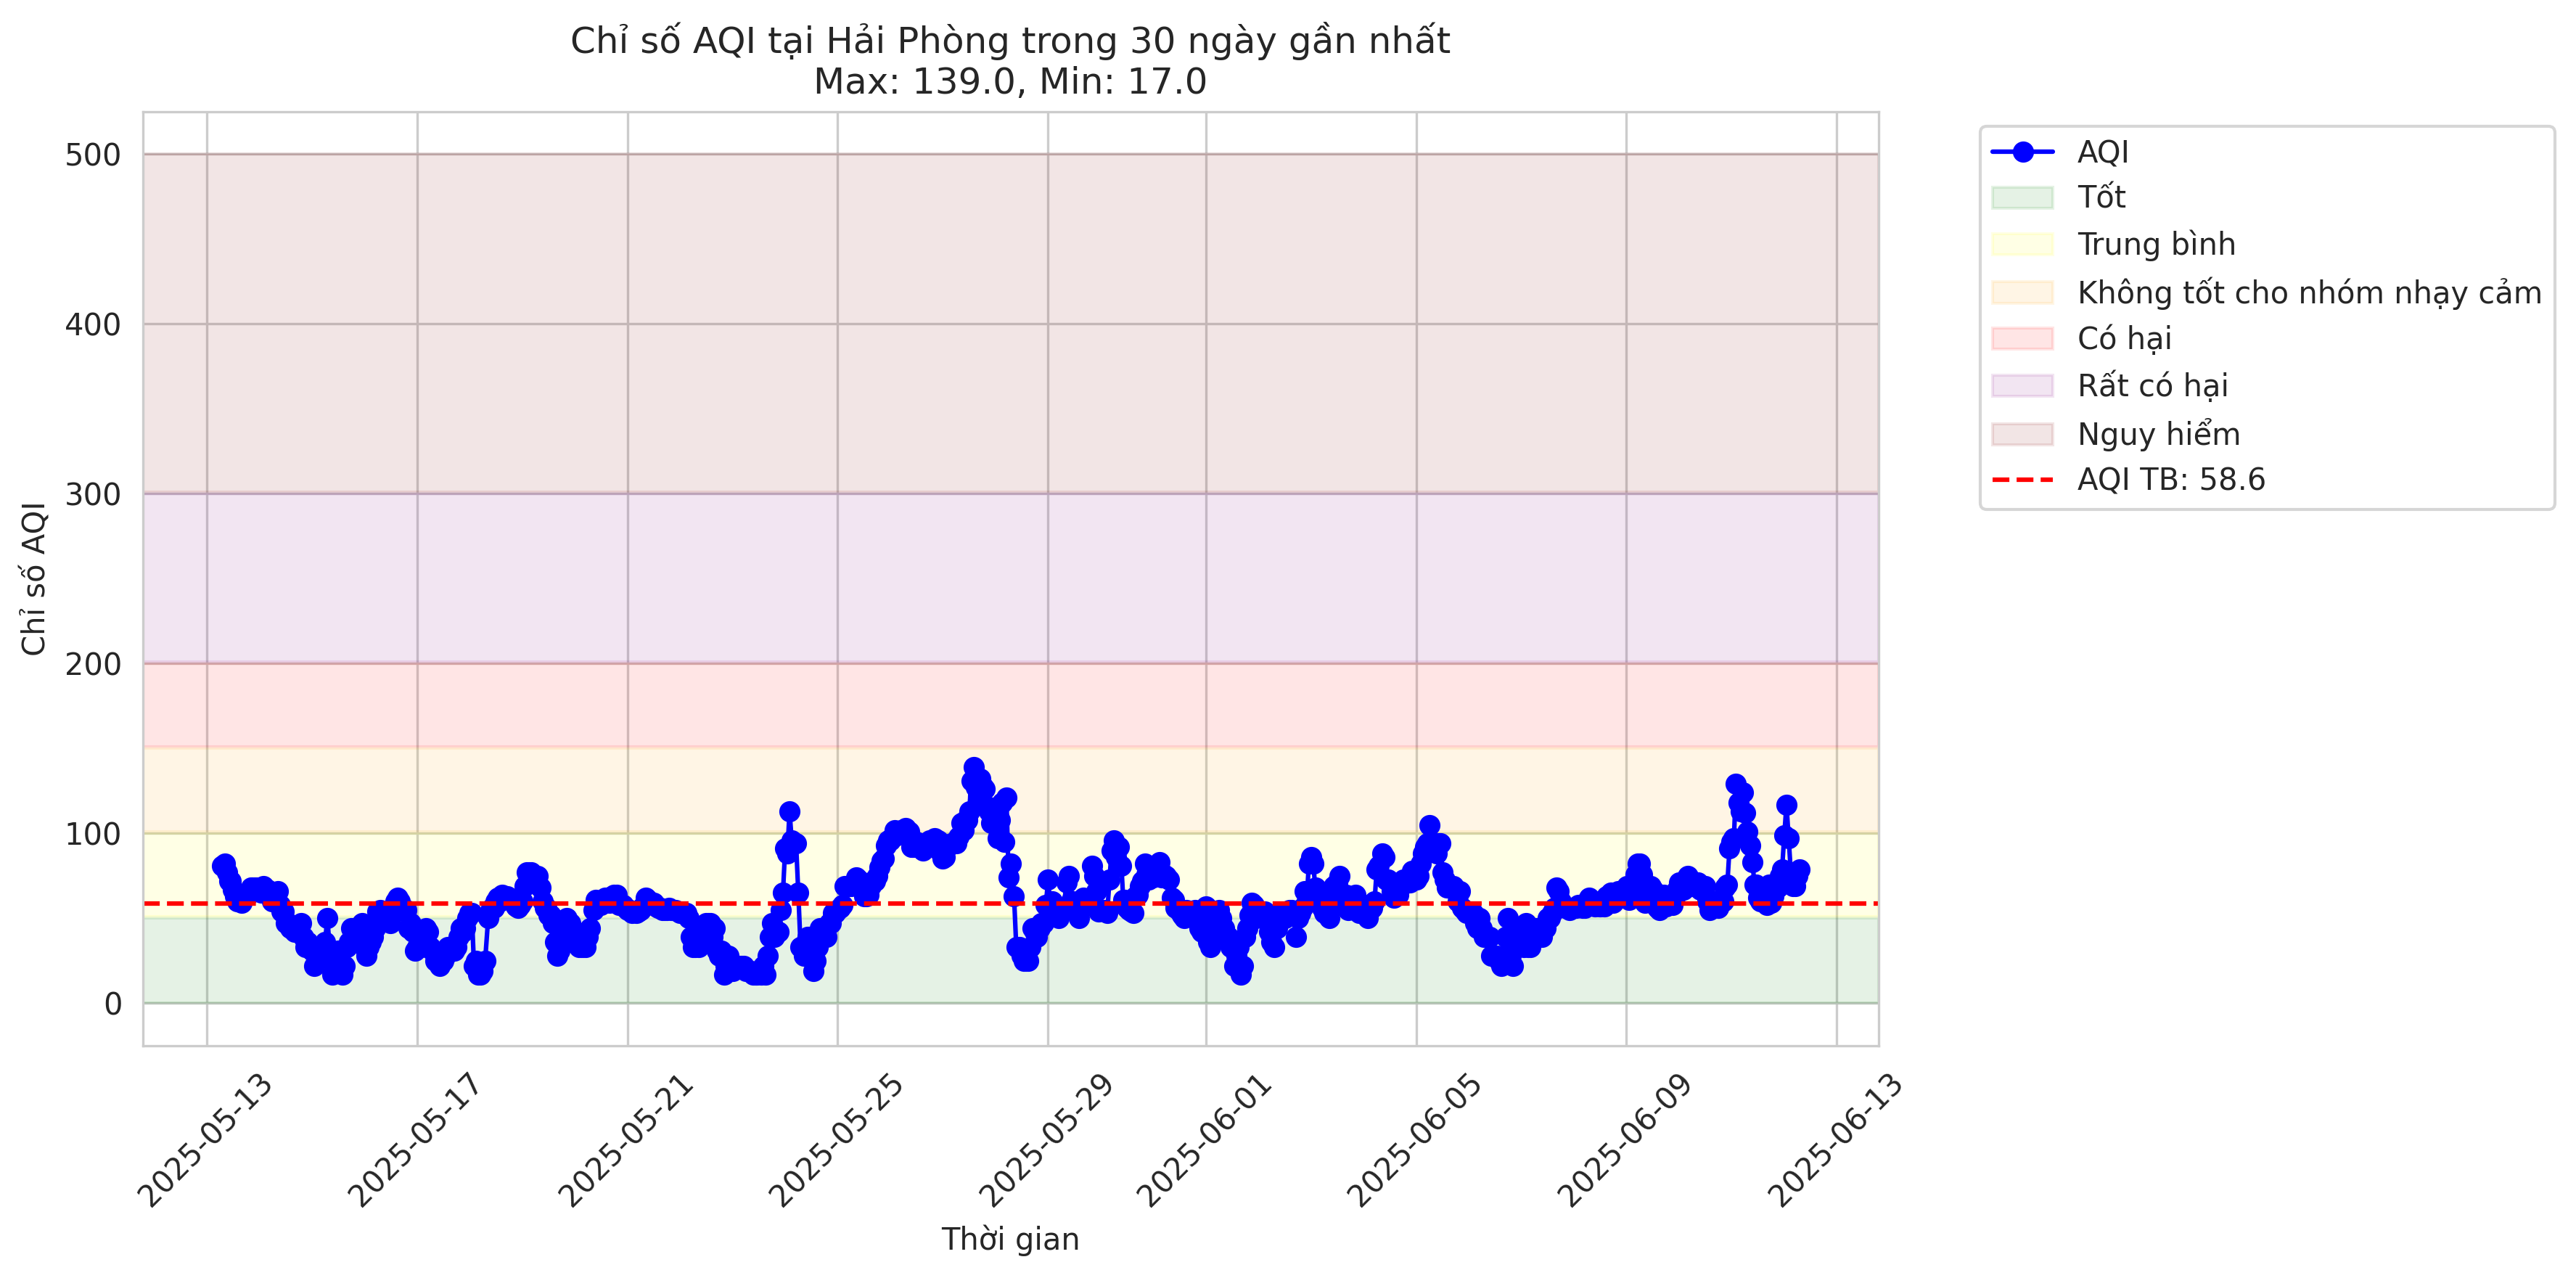 Chỉ số AQI tại Hải Phòng trong 30 ngày gần nhất
Max: 139.0, Min: 17.0
Chỉ số AQI
500
400
300
200
100
0
2025-05-13
2025-05-17
2025-05-21
2025-05-25
2025-05-29
2025-06-01
2025-06-05
2025-06-09
2025-06-13
Thời gian
AQI
Tốt
Trung bình
Không tốt cho nhóm nhạy cảm
Có hại
Rất có hại
Nguy hiểm
AQI TB: 58.6